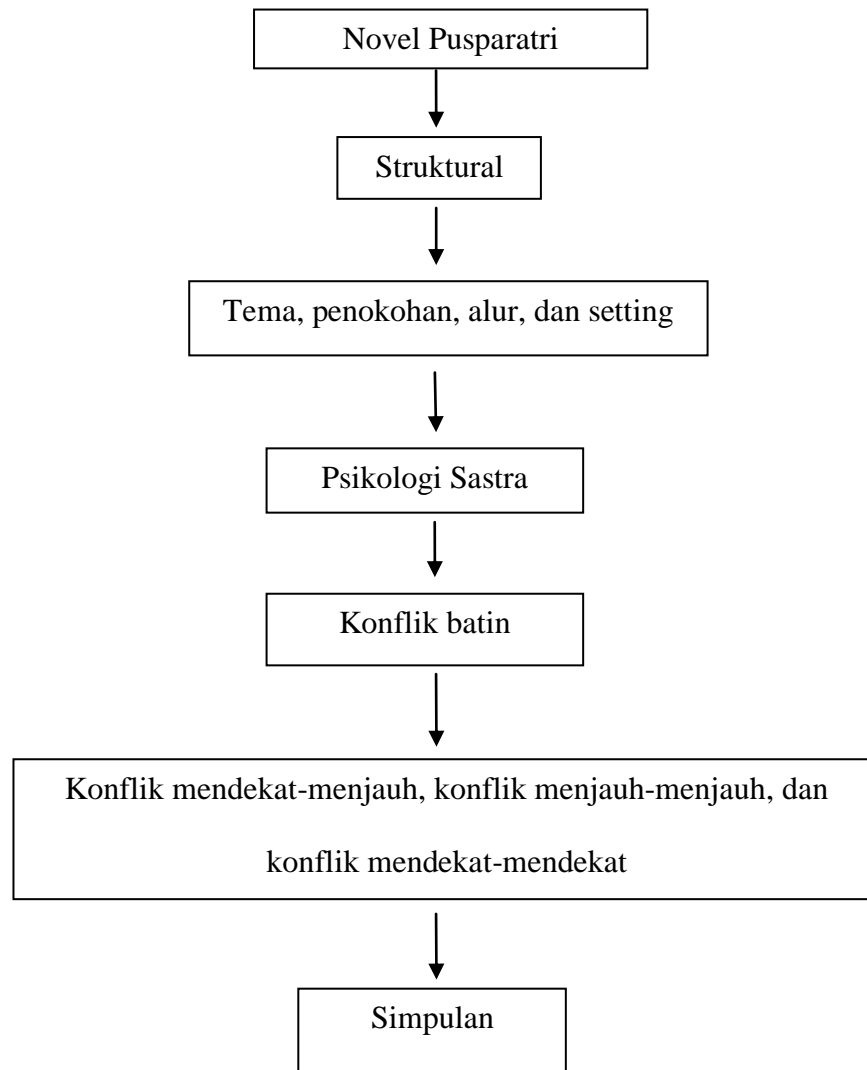 Novel Pusparatri
Struktural
Tema, penokohan, alur, dan setting
Psikologi Sastra
Konflik batin
Konflik mendekat-menjauh, konflik menjauh-menjauh, dan
konflik mendekat-mendekat
Simpulan